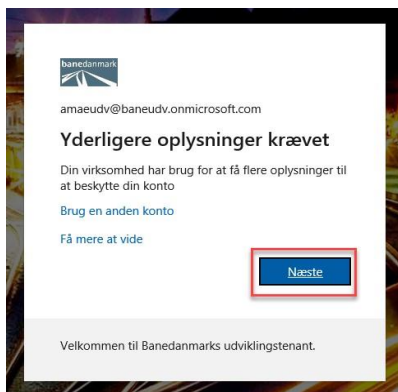 banedanmark
amaeudv@baneudv.onmicrosoft.com
Yderligere oplysninger krævet
Din virksomhed har brug for at få flere oplysninger til
at beskytte din konto
Brug en anden konto
Få mere at vide
Næste
Velkommen til Banedanmarks udviklingstenant.